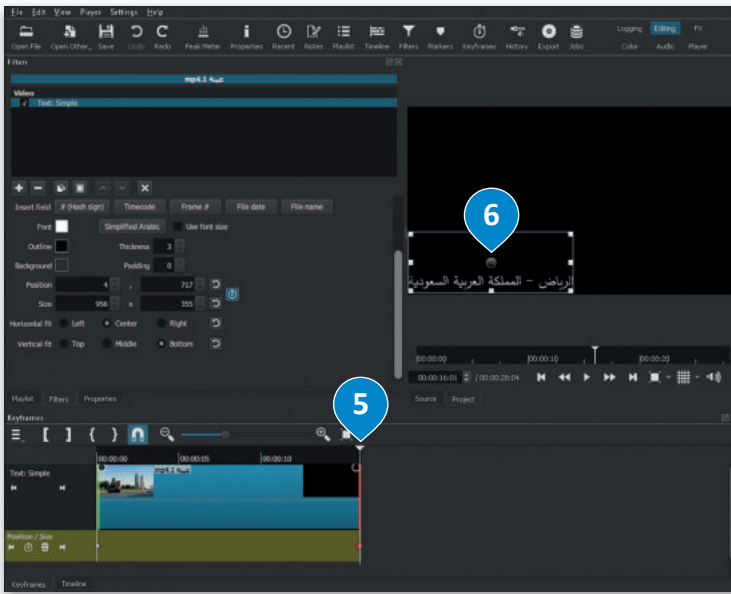 File Edit View Player Settings Help
Open File Open Other... Save Undo Redo Peak Meter Properties Recent Notes Playlist Timeline Filters Markers Keyframes History Export Jobs
Logging Editing FX
Color Audio Player
Filters
عينة 1.mp4
Video
✓ Text: Simple
Insert field # (Hash sign) Timecode Frame # File date File name
Font Simplified Arabic Use font size
Outline Thickness 3
Background Padding 0
Position 4 , 717
Size 956 x 355
Horizontal fit Left Center Right
Vertical fit Top Middle Bottom
6
الرياض - المملكة العربية السعودية
00:00:00 00:00:10 00:00:20
00:00:16:01 / 00:00:28:04
Playlist Filters Properties
Source Project
5
Keyframes
00:00:00 00:00:05 00:00:10
Text: Simple
عينة 1.mp4
Position / Size
Keyframes Timeline